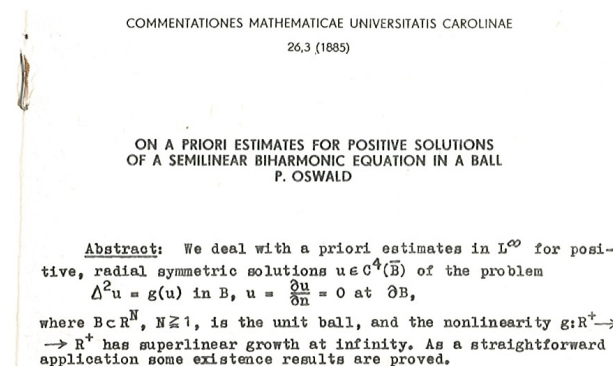 COMMENTATIONES MATHEMATICAE UNIVERSITATIS CAROLINAE
26,3 (1885)
ON A PRIORI ESTIMATES FOR POSITIVE SOLUTIONS
OF A SEMILINEAR BIHARMONIC EQUATION IN A BALL
P. OSWALD
Abstract: We deal with a priori estimates in L^∞ for posi-
tive, radial symmetric solutions u ∈ C⁴(B̅) of the problem
Δ²u = g(u) in B, u = ∂u/∂n = 0 at ∂B,
where B⊂R^N, N≧1, is the unit ball, and the nonlinearity g:R⁺→
→ R⁺ has superlinear growth at infinity. As a straightforward
application some existence results are proved.